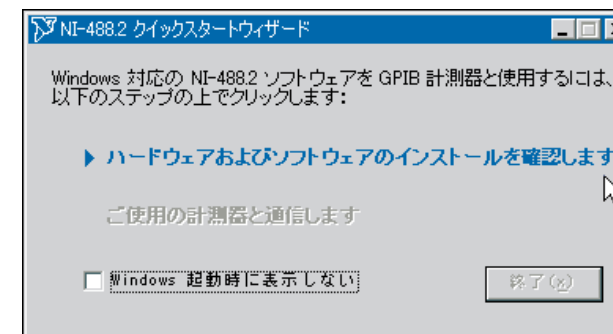 NI-488.2 クイックスタートウィザード
Windows 対応の NI-488.2 ソフトウェアを GPIB 計測器と使用するには、
以下のステップの上でクリックします:
ハードウェアおよびソフトウェアのインストールを確認します
ご使用の計測器と通信します
Windows 起動時に表示しない
終了(x)